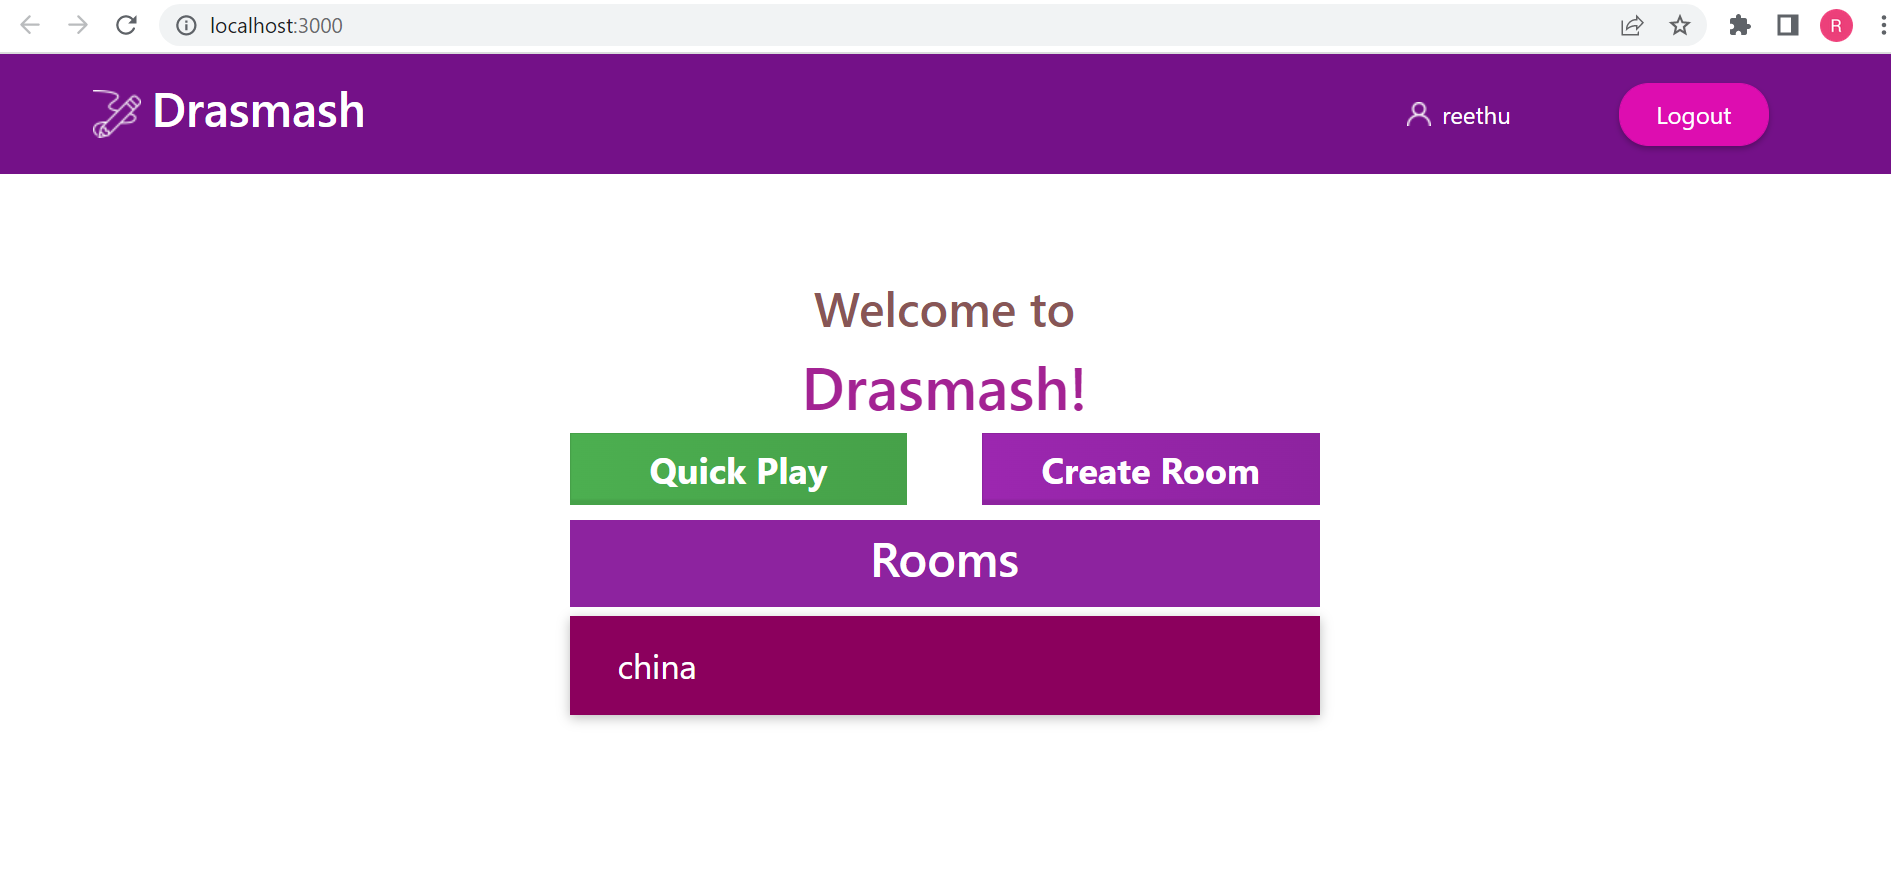 localhost:3000
R
Drasmash
reethu
Logout
Welcome to
Drasmash!
Quick Play
Create Room
Rooms
china